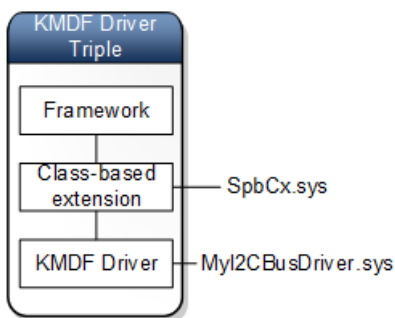 KMDF Driver
Triple
Framework
Class-based
extension
SpbCx.sys
KMDF Driver
MyI2CBusDriver.sys